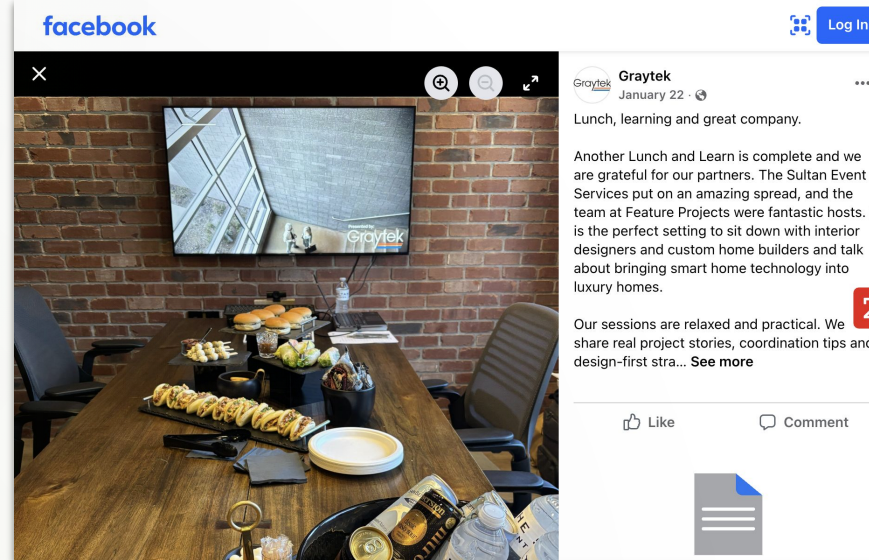 facebook
Log In
Presented by:
Graytek
Graytek
Graytek
January 22 ·
Lunch, learning and great company.
Another Lunch and Learn is complete and we
are grateful for our partners. The Sultan Event
Services put on an amazing spread, and the
team at Feature Projects were fantastic hosts.
is the perfect setting to sit down with interior
designers and custom home builders and talk
about bringing smart home technology into
luxury homes.
Our sessions are relaxed and practical. We
share real project stories, coordination tips and
design-first stra... See more
Like
Comment